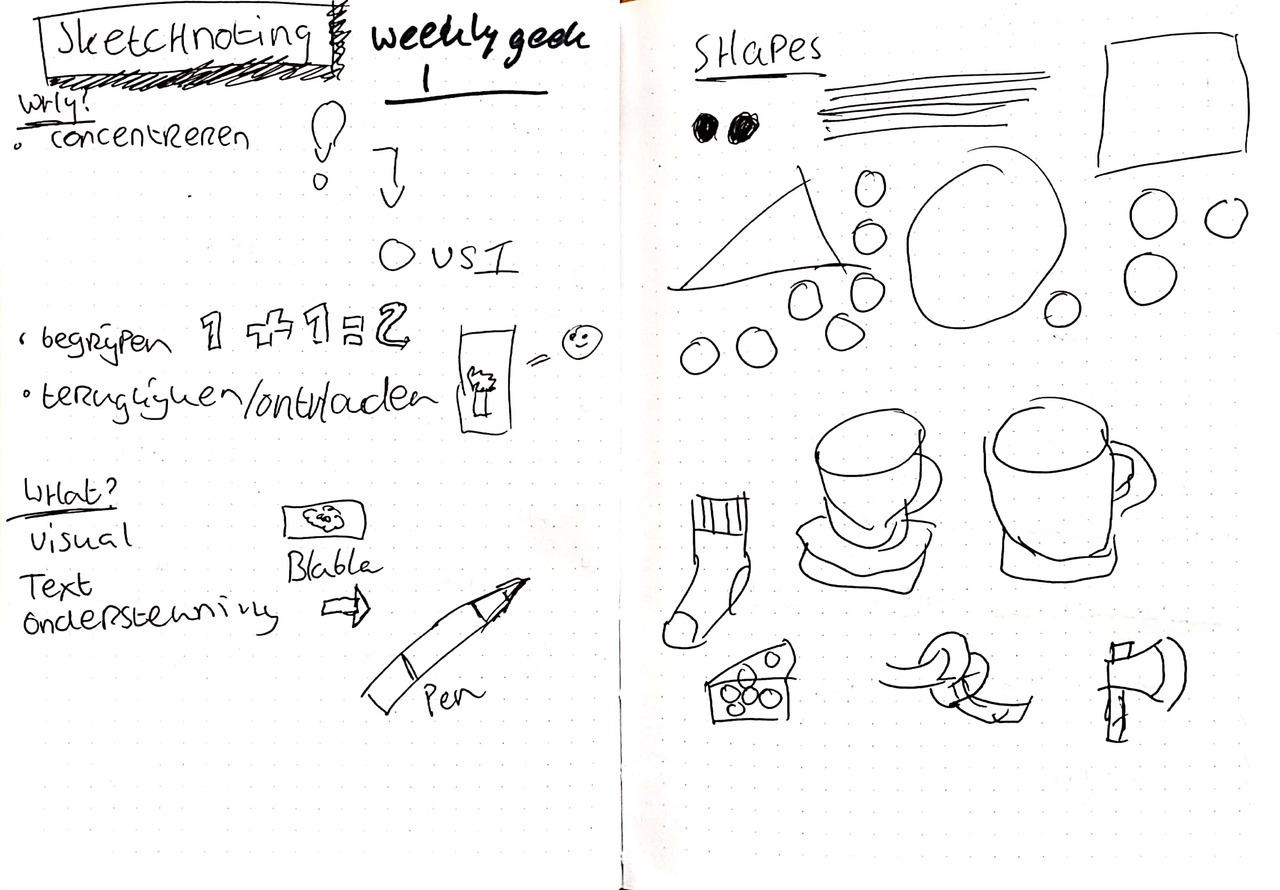 Sketchnoting
weekly geek
1
Why?
• concentreren
O US I
• begrijpen 1 + 1 = 2
• terugkijken/onthouden =
What?
visual
Text
ondersteuning
Blabla
Pen
SHAPES